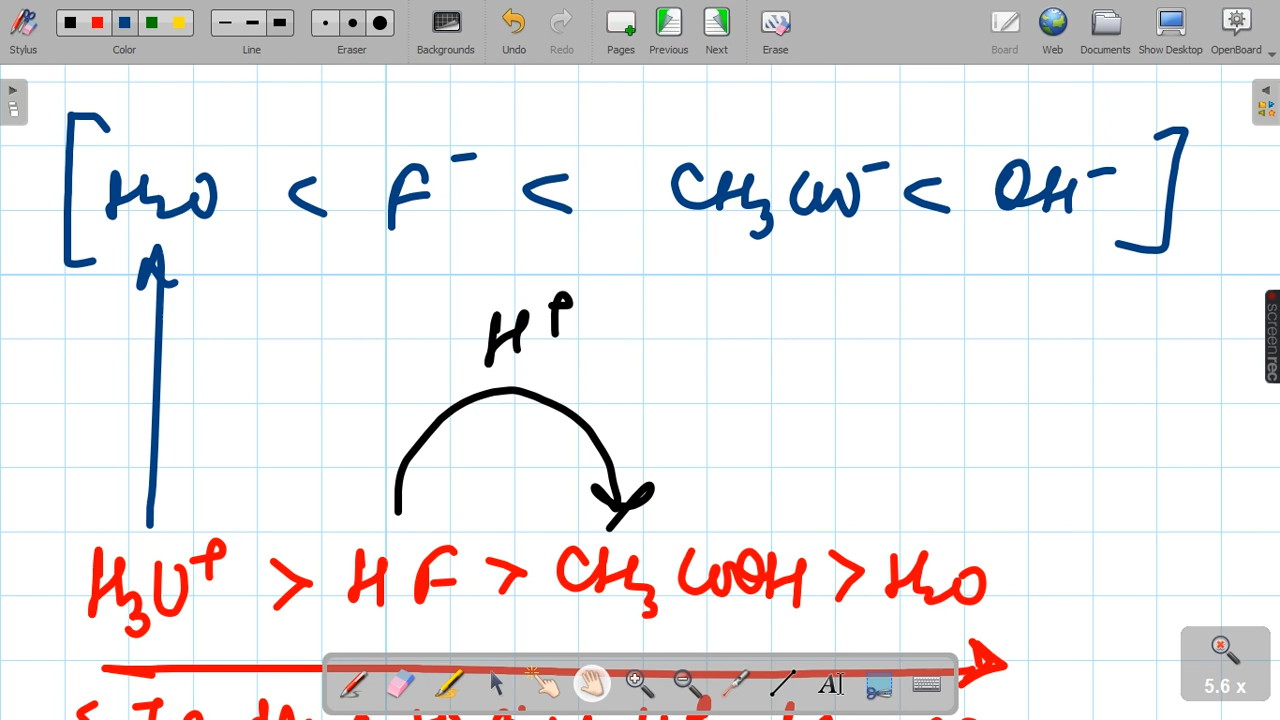 Stylus Color Line Eraser Backgrounds Undo Redo Pages Previous Next Erase Board Web Documents Show Desktop OpenBoard
[H₂O < F⁻ < CH₃COO⁻ < OH⁻]
H⁺
screenrec
H₃O⁺ > HF > CH₃COOH > H₂O
5.6 x